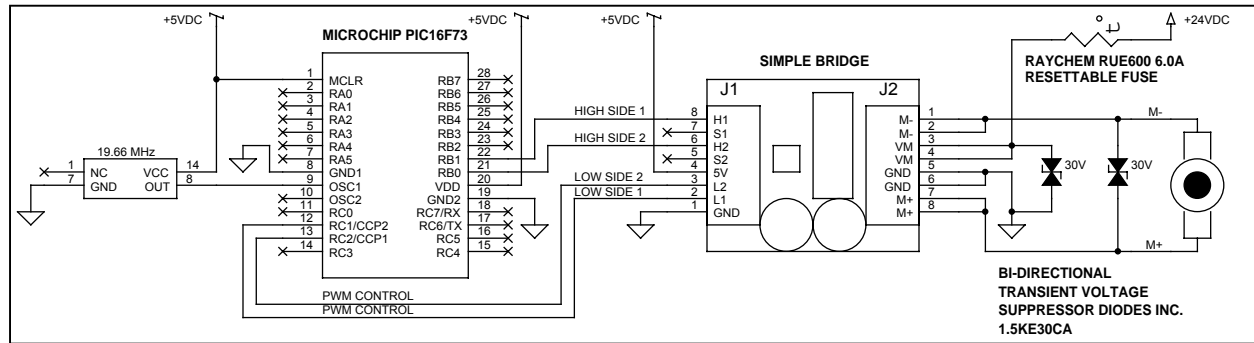 +5VDC
+5VDC
+5VDC
+24VDC
MICROCHIP PIC16F73
SIMPLE BRIDGE
RAYCHEM RUE600 6.0A
RESETTABLE FUSE
t
19.66 MHz
1 NC VCC 14
7 GND OUT 8
1 MCLR RB7 28
2 RA0 RB6 27
3 RA1 RB5 26
4 RA2 RB4 25
5 RA3 RB3 24
6 RA4 RB2 23
7 RA5 RB1 22
8 GND1 RB0 21
9 OSC1 VDD 20
10 OSC2 GND2 19
11 RC0 RC7/RX 18
12 RC1/CCP2 RC6/TX 17
13 RC2/CCP1 RC5 16
14 RC3 RC4 15
HIGH SIDE 1
HIGH SIDE 2
LOW SIDE 2
LOW SIDE 1
PWM CONTROL
PWM CONTROL
J1 J2
8 H1 M- 1
7 S1 M- 2
6 H2 VM 3
5 S2 VM 4
4 5V GND 5
3 L2 GND 6
2 L1 M+ 7
1 GND M+ 8
M-
30V
30V
M+
BI-DIRECTIONAL
TRANSIENT VOLTAGE
SUPPRESSOR DIODES INC.
1.5KE30CA